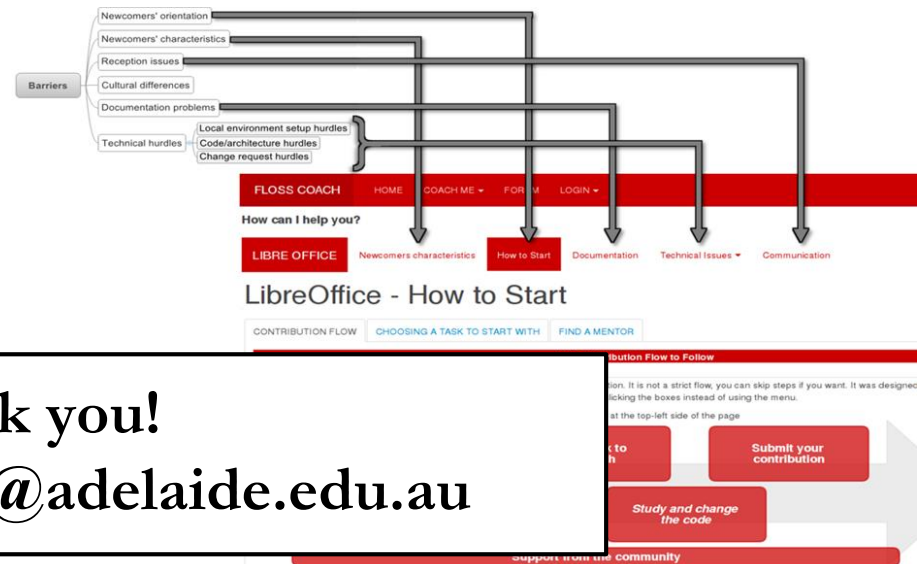 Newcomers' orientation
Newcomers' characteristics
Reception issues
Barriers
Cultural differences
Documentation problems
Technical hurdles
Local environment setup hurdles
Code/architecture hurdles
Change request hurdles
FLOSS COACH HOME COACH ME FORUM LOGIN
How can I help you?
LIBRE OFFICE Newcomers characteristics How to Start Documentation Technical Issues Communication
LibreOffice - How to Start
CONTRIBUTION FLOW CHOOSING A TASK TO START WITH FIND A MENTOR
Flow to Follow
It is not a strict flow, you can skip steps if you want. It was designed
clicking the boxes instead of using the menu.
at the top-left side of the page
k you!
@adelaide.edu.au
to
Submit your
contribution
Study and change
the code
Support from the community